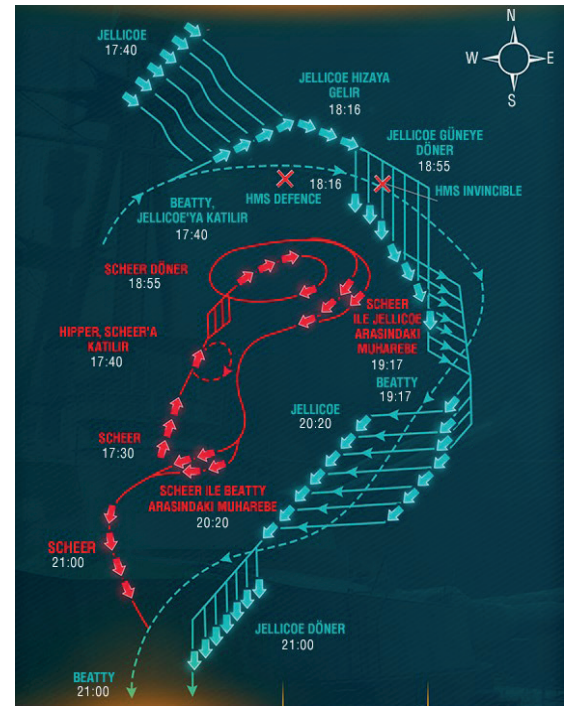 JELLICOE
17:40
N
W
E
S
JELLICOE HIZAYA
GELIR
18:16
JELLICOE GÜNEYE
DÖNER
18:55
18:16
HMS DEFENCE
HMS INVINCIBLE
BEATTY,
JELLICOE'YA KATILIR
17:40
SCHEER DÖNER
18:55
SCHEER
ILE JELLICOE
ARASINDAKI
MUHAREBE
19:17
HIPPER, SCHEER'A
KATILIR
17:40
BEATTY
19:17
JELLICOE
20:20
SCHEER
17:30
SCHEER ILE BEATTY
ARASINDAKI MUHAREBE
20:20
SCHEER
21:00
JELLICOE DÖNER
21:00
BEATTY
21:00